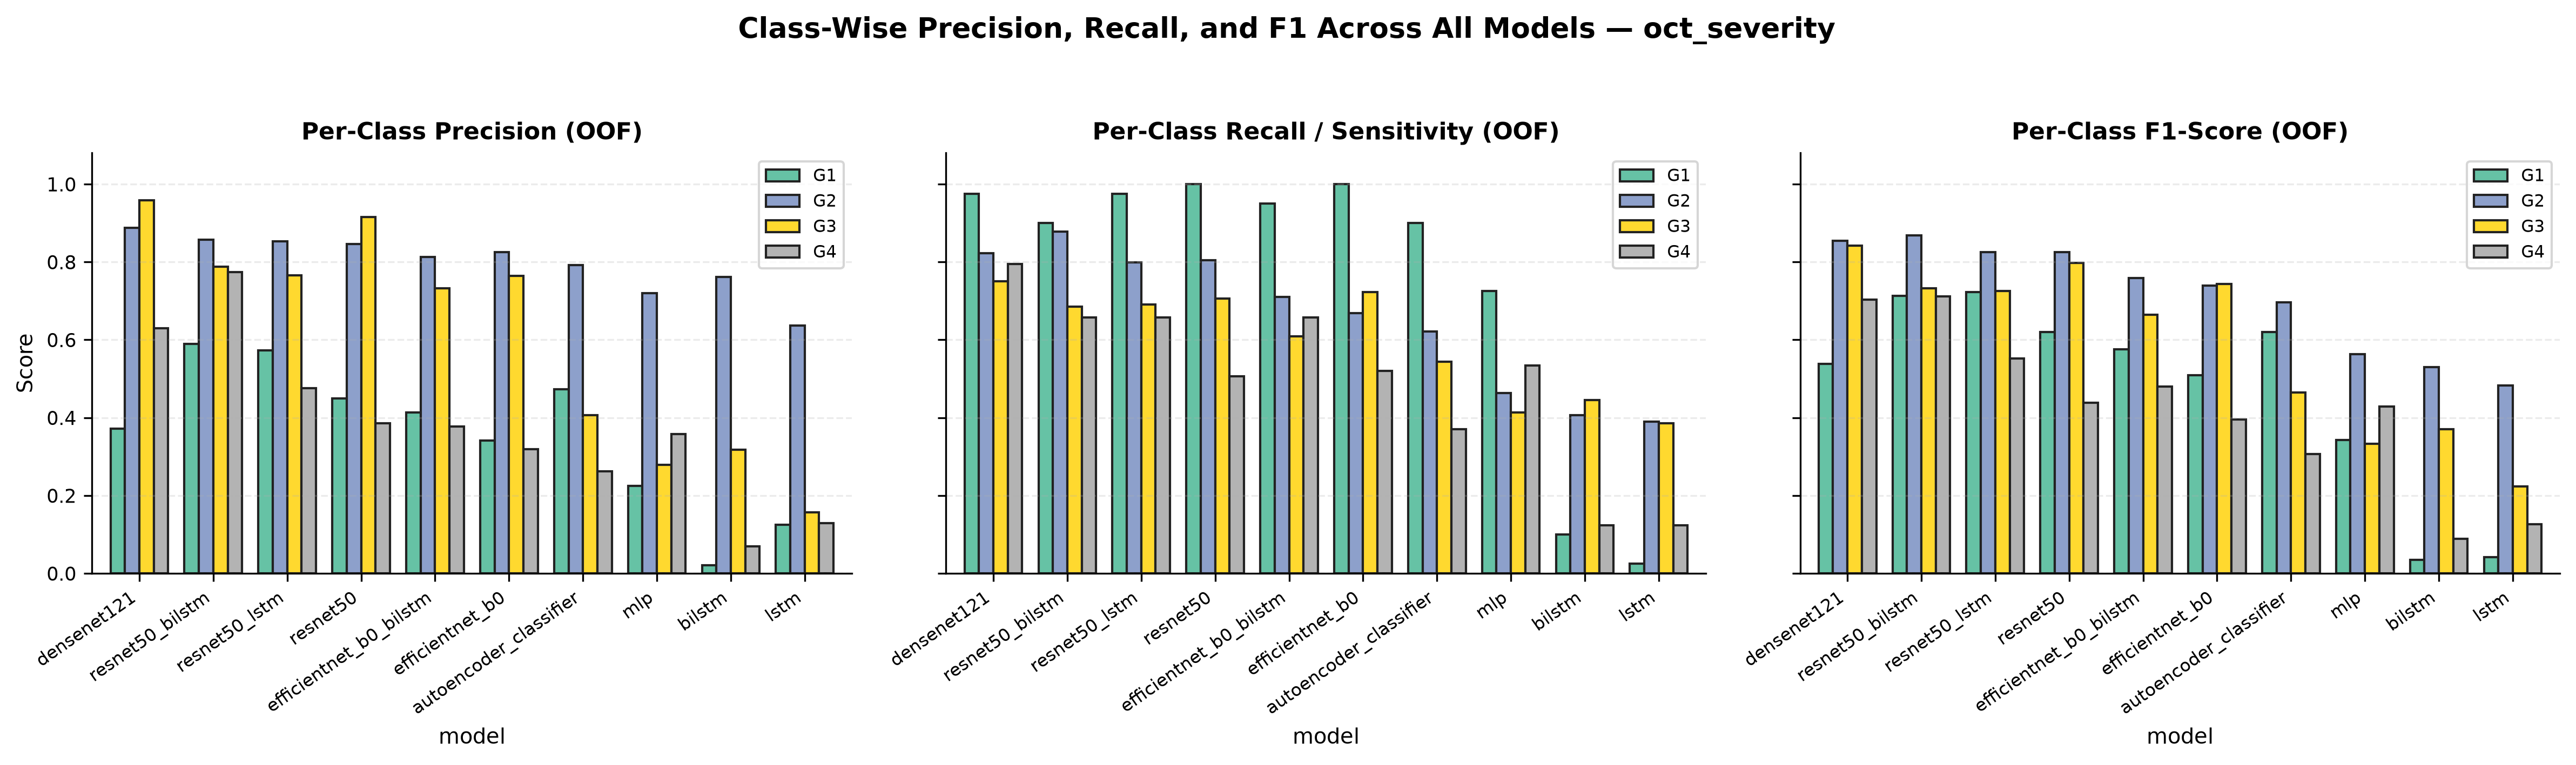 Class-Wise Precision, Recall, and F1 Across All Models — oct_severity
Per-Class Precision (OOF)
Score
1.0
0.8
0.6
0.4
0.2
0.0
G1
G2
G3
G4
densenet121
resnet50_bilstm
resnet50_lstm
resnet50
efficientnet_b0_bilstm
efficientnet_b0
autoencoder_classifier
mlp
bilstm
lstm
model
Per-Class Recall / Sensitivity (OOF)
G1
G2
G3
G4
densenet121
resnet50_bilstm
resnet50_lstm
resnet50
efficientnet_b0_bilstm
efficientnet_b0
autoencoder_classifier
mlp
bilstm
lstm
model
Per-Class F1-Score (OOF)
G1
G2
G3
G4
densenet121
resnet50_bilstm
resnet50_lstm
resnet50
efficientnet_b0_bilstm
efficientnet_b0
autoencoder_classifier
mlp
bilstm
lstm
model